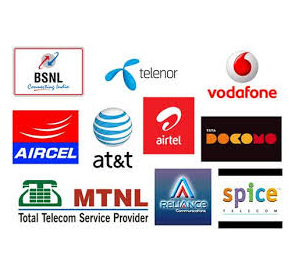 BSNL
Connecting India
telenor
vodafone
AIRCEL
at&t
airtel
TATA
DOCOMO
MTNL
Total Telecom Service Provider
RELIANCE
Communications
spice
TELECOM